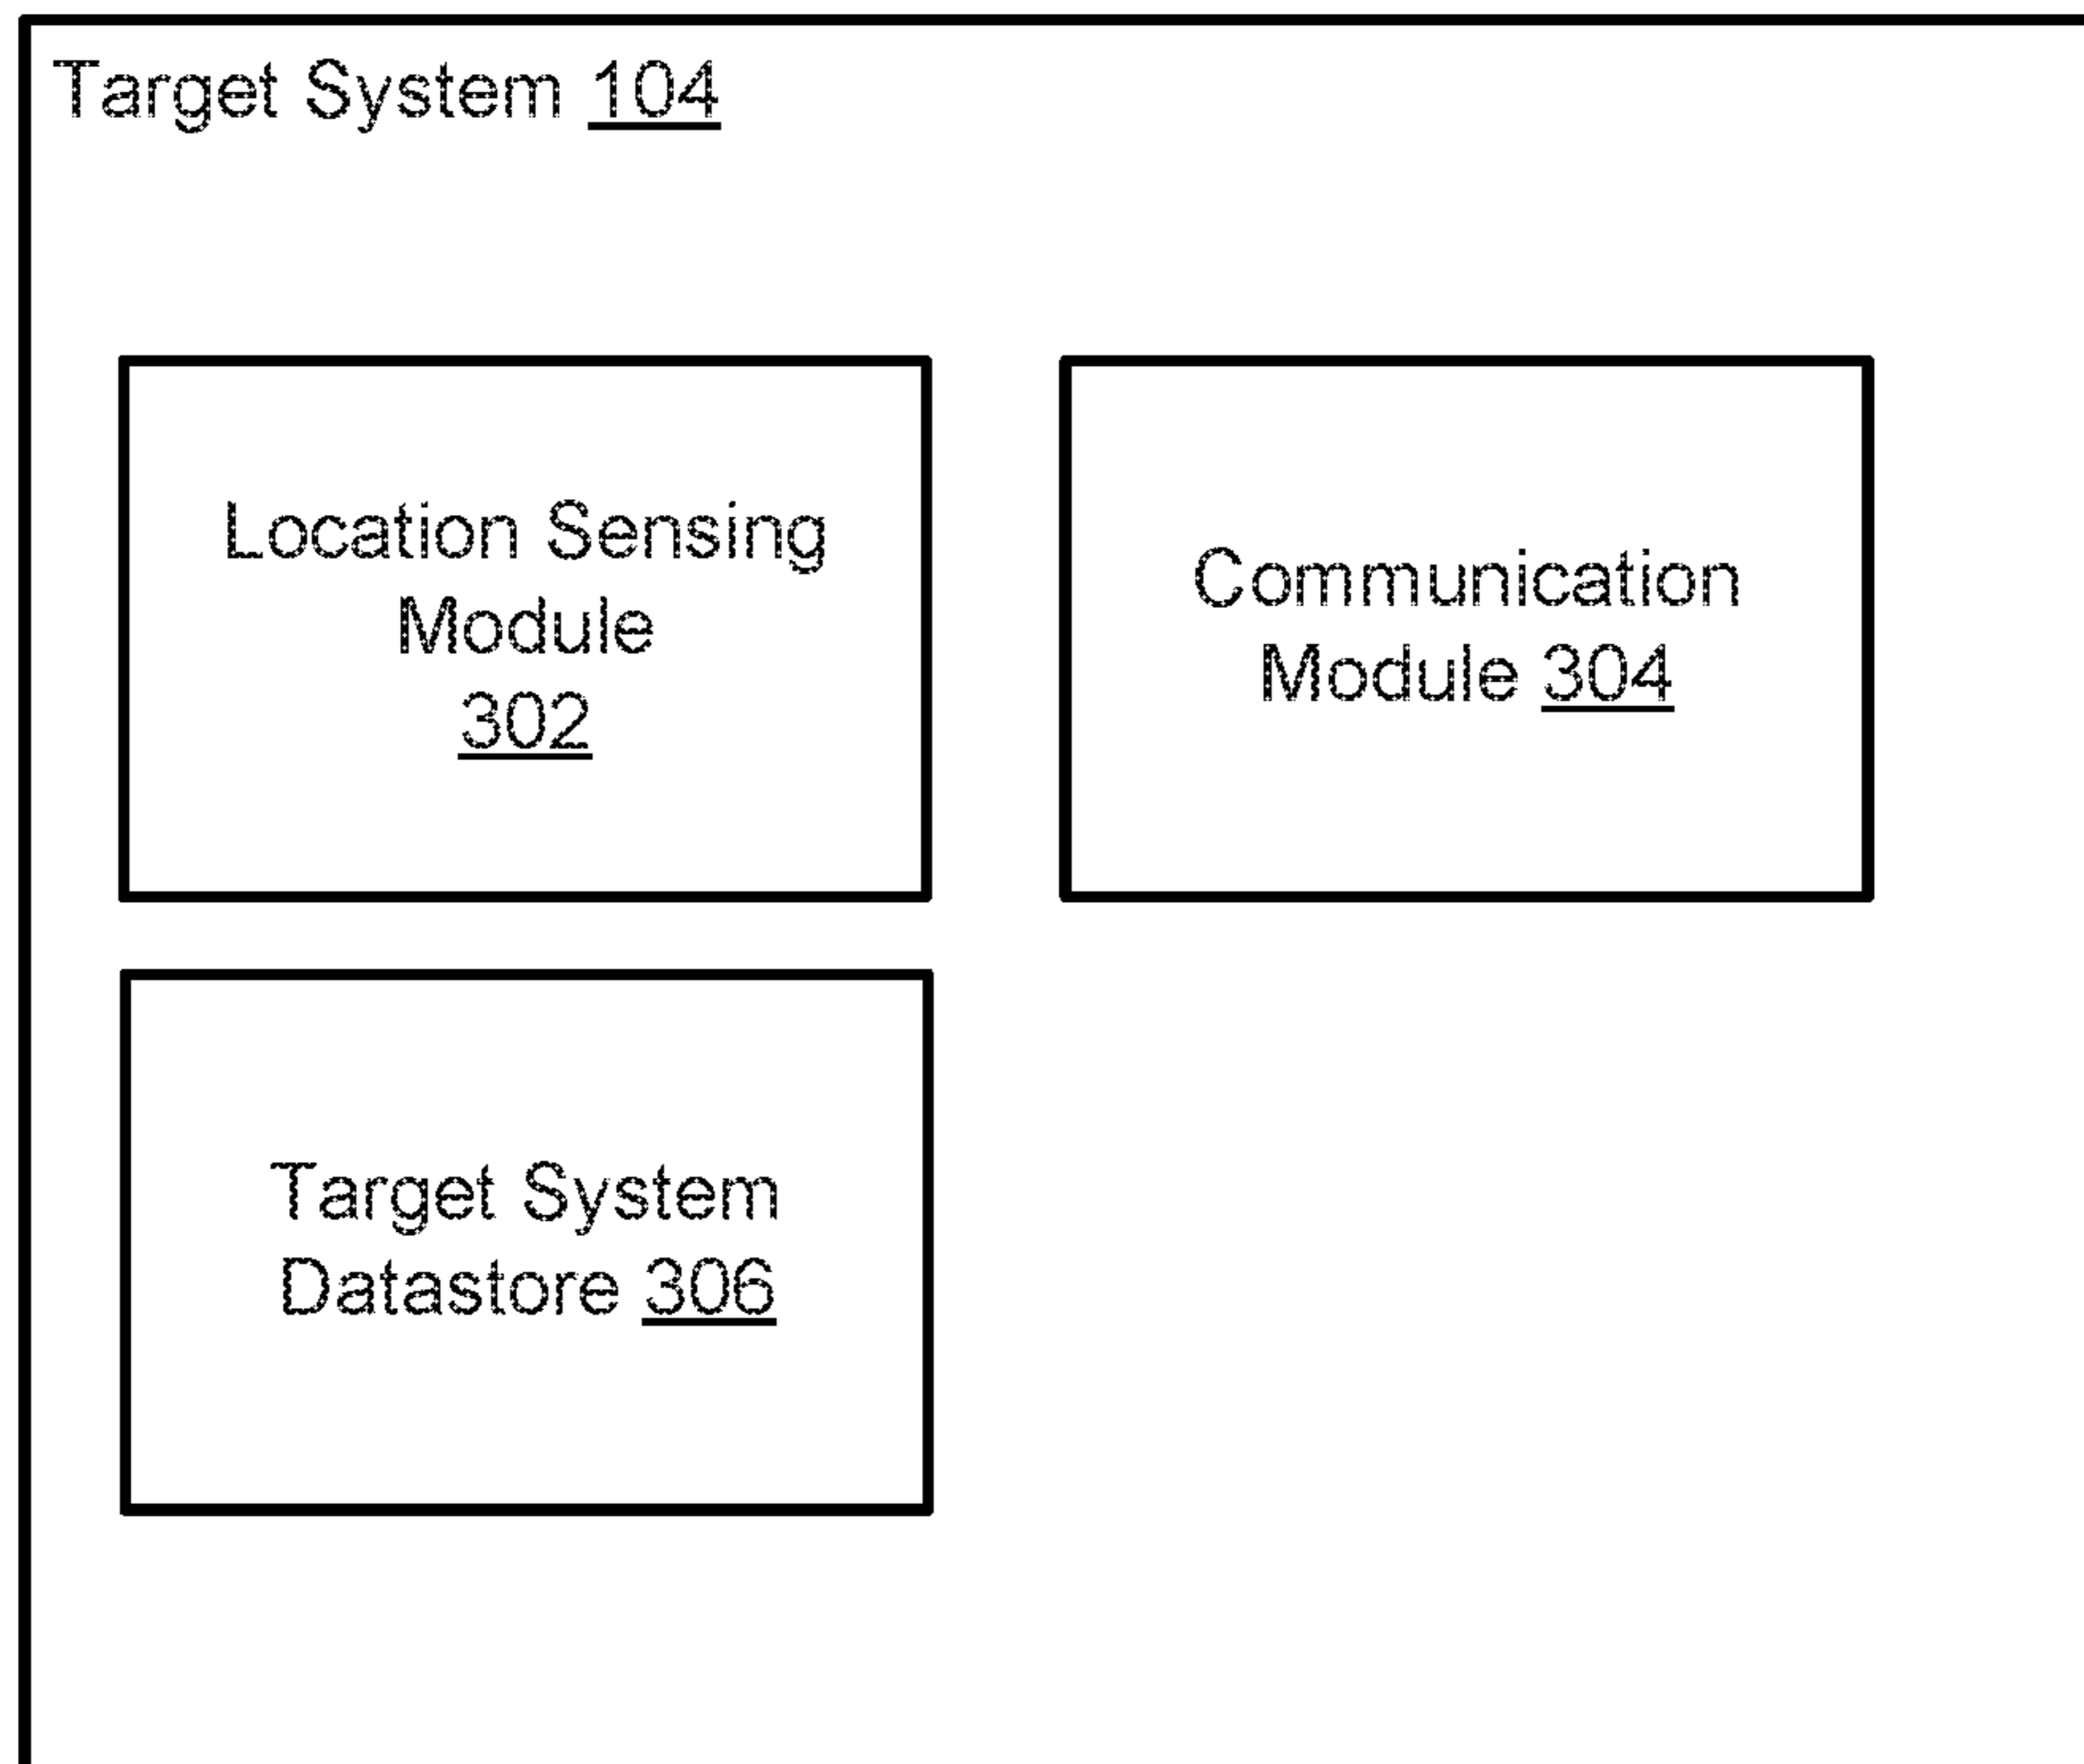 Target System 104
Location Sensing
Module
302
Communication
Module 304
Target System
Datastore 306